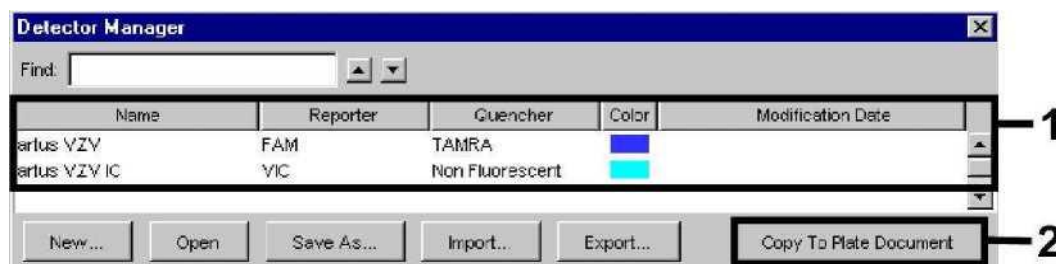 Detector Manager
Find:
Name Reporter Quencher Color Modification Date
artus VZV FAM TAMRA
artus VZV IC VIC Non Fluorescent
1
New... Open Save As... Import... Export... Copy To Plate Document
2